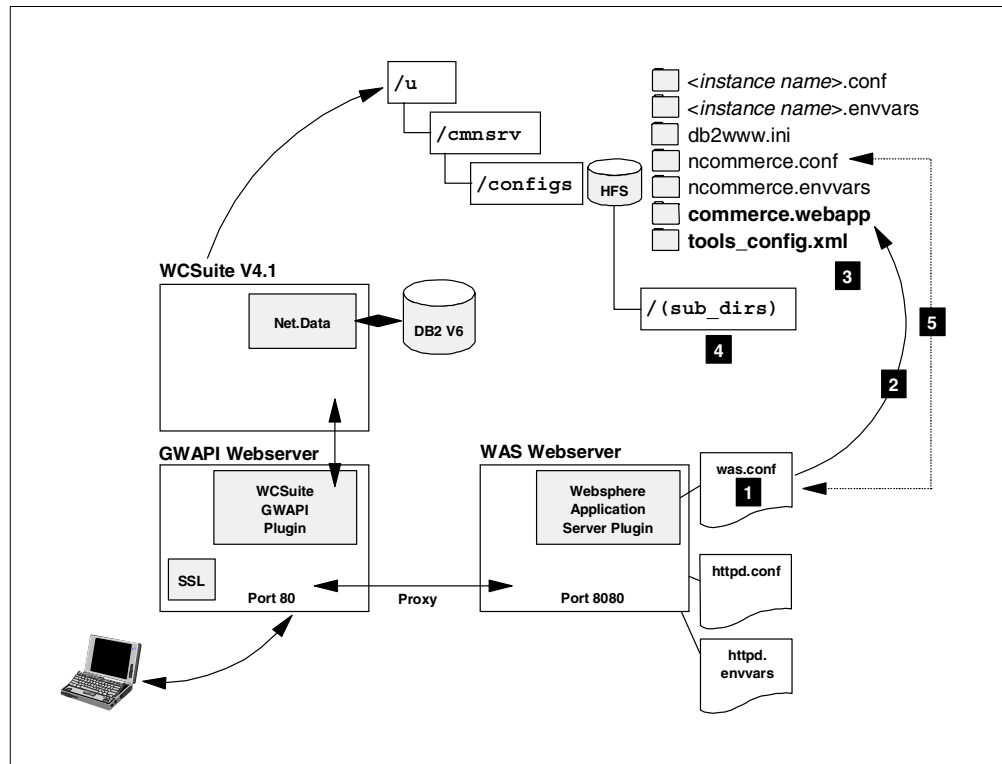 /u
/cmnsrv
/configs
HFS
<instance name>.conf
<instance name>.envvars
db2www.ini
ncommerce.conf
ncommerce.envvars
commerce.webapp
tools_config.xml
3
/(sub_dirs)
4
5
2
WCSuite V4.1
Net.Data
DB2 V6
GWAPI Webserver
WCSuite
GWAPI
Plugin
SSL
Port 80
Proxy
WAS Webserver
Websphere
Application
Server Plugin
Port 8080
was.conf
1
httpd.conf
httpd.
envvars